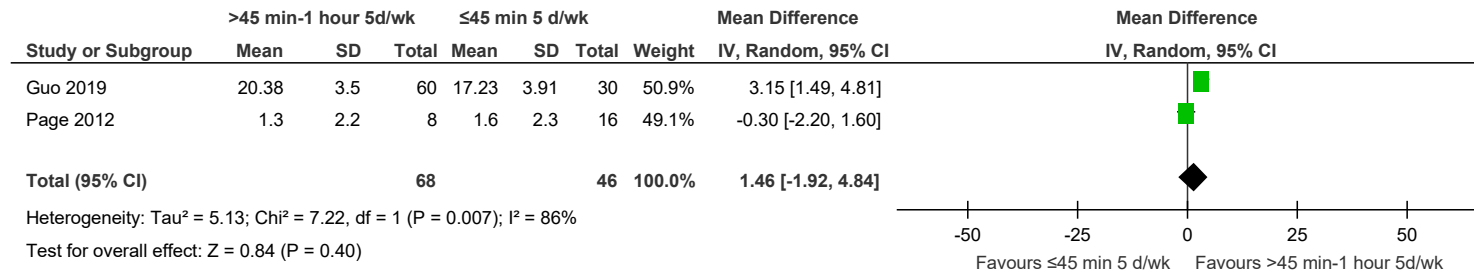 >45 min-1 hour 5d/wk ≤45 min 5 d/wk Mean Difference Mean Difference
Study or Subgroup Mean SD Total Mean SD Total Weight IV, Random, 95% CI IV, Random, 95% CI
Guo 2019 20.38 3.5 60 17.23 3.91 30 50.9% 3.15 [1.49, 4.81]
Page 2012 1.3 2.2 8 1.6 2.3 16 49.1% -0.30 [-2.20, 1.60]
Total (95% CI) 68 46 100.0% 1.46 [-1.92, 4.84]
Heterogeneity: Tau² = 5.13; Chi² = 7.22, df = 1 (P = 0.007); I² = 86%
Test for overall effect: Z = 0.84 (P = 0.40)
-50 -25 0 25 50
Favours ≤45 min 5 d/wk Favours >45 min-1 hour 5d/wk